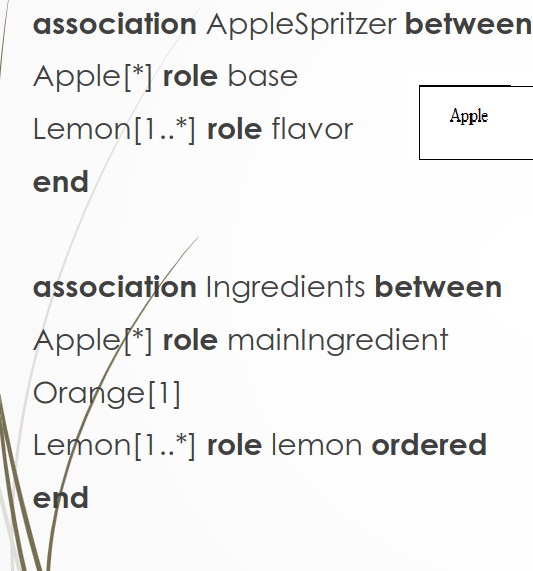 association AppleSpritzer between
Apple[*] role base
Lemon[1..*] role flavor
end
Apple
association Ingredients between
Apple[*] role mainIngredient
Orange[1]
Lemon[1..*] role lemon ordered
end